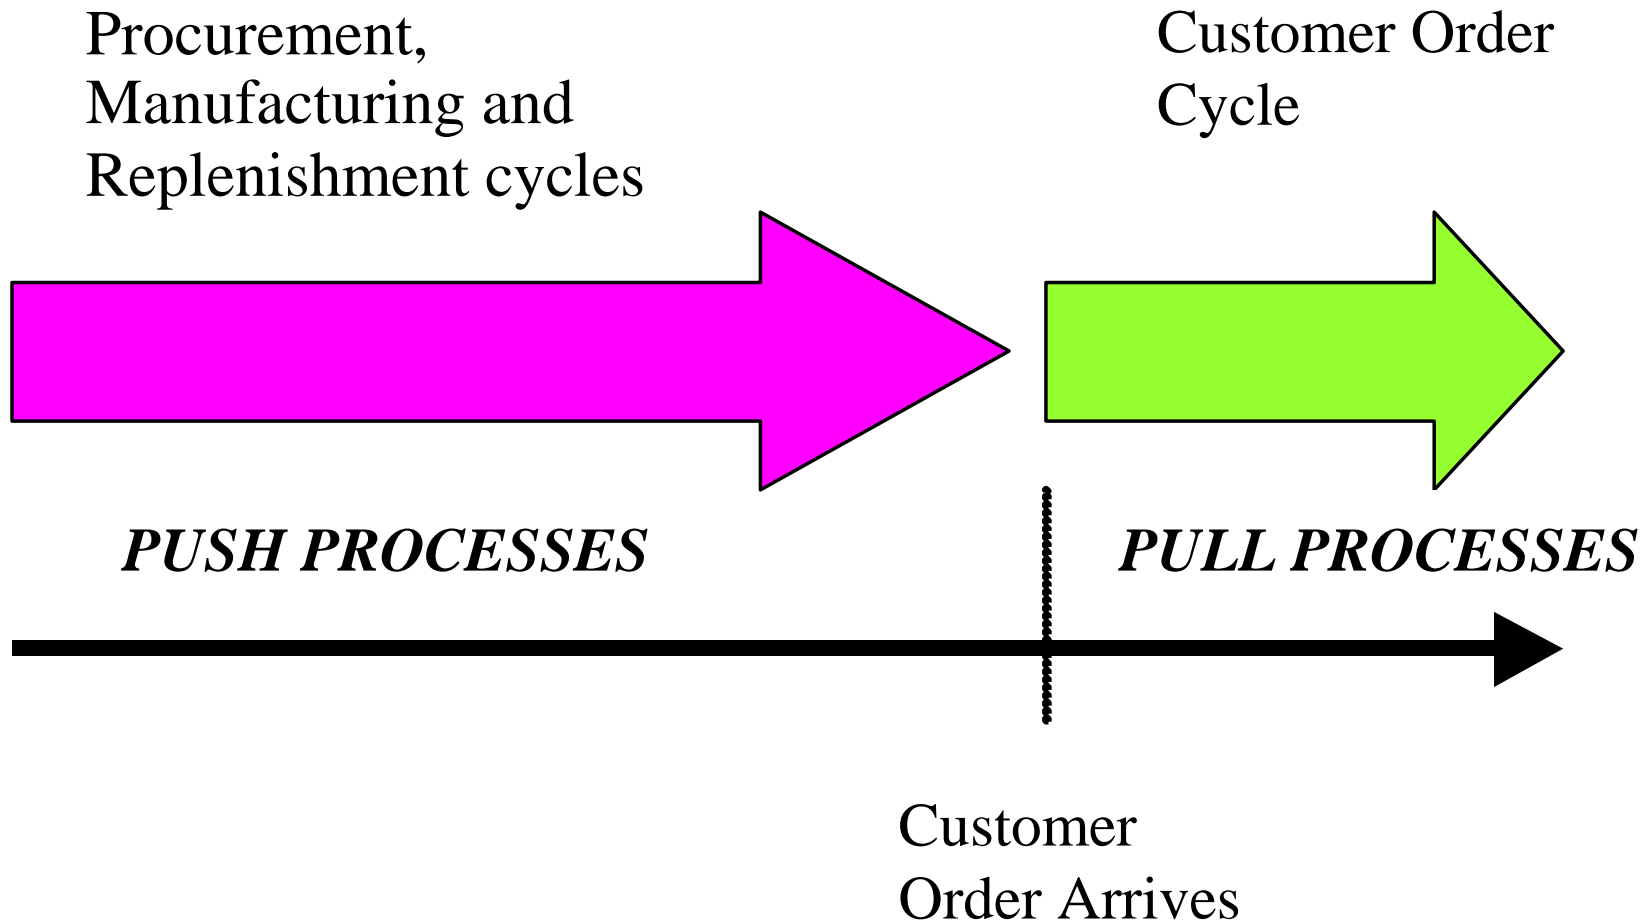 Procurement,
Manufacturing and
Replenishment cycles
Customer Order
Cycle
PUSH PROCESSES
PULL PROCESSES
Customer
Order Arrives